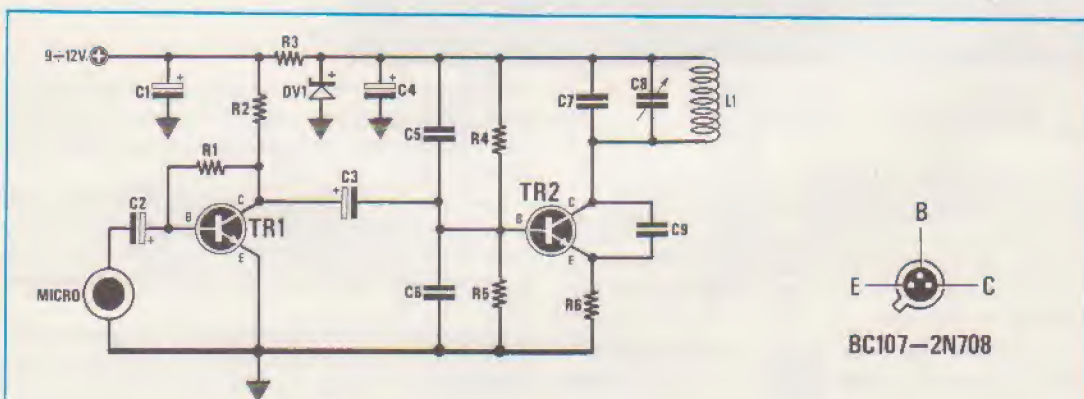 9÷12V.
R3
C1
DV1
C4
R2
C5
R4
C7
C8
L1
R1
C2
C
B
TR1
E
C3
TR2
B
C
E
C9
MICRO
C6
R5
R6
B
E
C
BC107–2N708